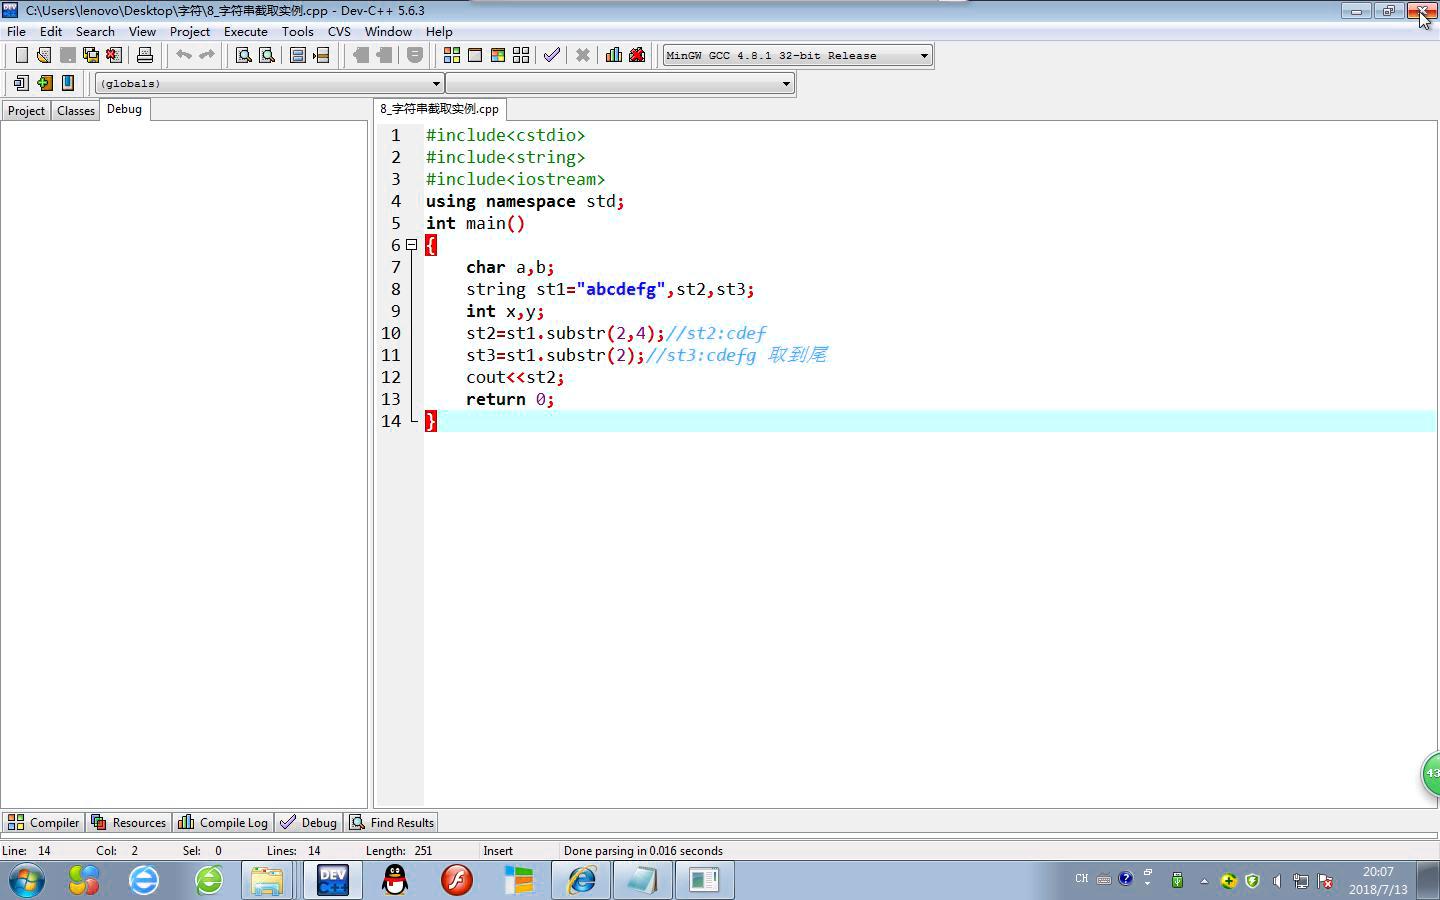 C:\Users\lenovo\Desktop\字符\8_字符串截取实例.cpp - Dev-C++ 5.6.3
File Edit Search View Project Execute Tools CVS Window Help
MinGW GCC 4.8.1 32-bit Release
(globals)
Project Classes Debug
8_字符串截取实例.cpp
1 #include<cstdio>
2 #include<string>
3 #include<iostream>
4 using namespace std;
5 int main()
6 {
7 char a,b;
8 string st1="abcdefg",st2,st3;
9 int x,y;
10 st2=st1.substr(2,4);//st2:cdef
11 st3=st1.substr(2);//st3:cdefg 取到尾
12 cout<<st2;
13 return 0;
14 }
43
Compiler Resources Compile Log Debug Find Results
Line: 14 Col: 2 Sel: 0 Lines: 14 Length: 251 Insert Done parsing in 0.016 seconds
DEV C++
CH
20:07
2018/7/13